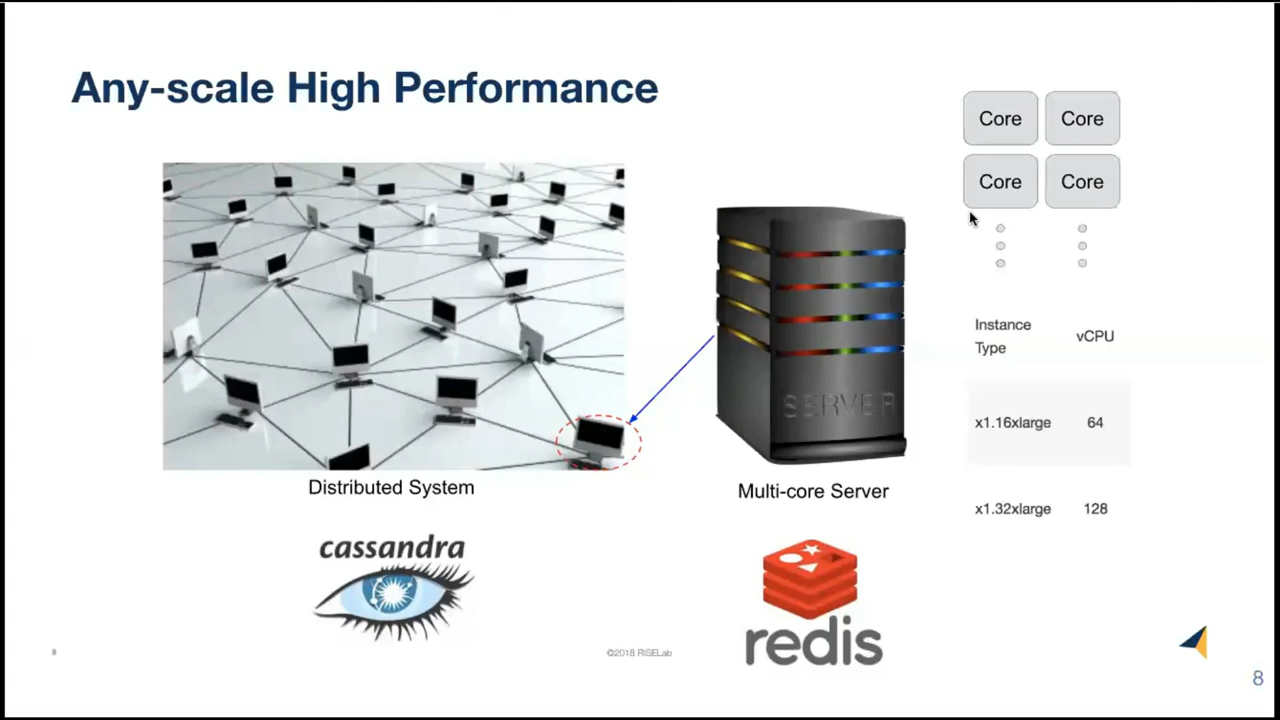 Any-scale High Performance
Core Core
Core Core
SERVER
Instance
Type
vCPU
x1.16xlarge 64
x1.32xlarge 128
Distributed System
Multi-core Server
cassandra
redis
8
©2018 RISELab
8